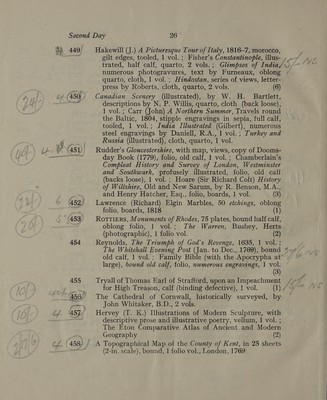 Second Day 26
449 Hakewill (J.) A Picturesque Tour of Italy, 1816-7, morocco,
gilt edges, tooled, 1 vol. ; Fisher's Constantinople, illus-
trated, half calf, quarto, 2 vols. ; Glimpses of India,
numerous photogravures, text by Furneaux, oblong
quarto, cloth, 1 vol. ; Hindostan, series of views, letter-
press by Roberts, cloth, quarto, 2 vols. (6)
450 Canadian Scenery (illustrated), by W. H. Bartlett,
descriptions by N. P. Willis, quarto, cloth (back loose),
1 vol. ; Carr (John) A Northern Summer, Travels round
the Baltic, 1804, stipple engravings in sepia, full calf,
tooled, 1 vol. ; India Illustrated (Gilbert), numerous
steel engravings by Daniell, R.A., 1 vol. ; Turkey and
Russia (illustrated), cloth, quarto, 1 vol.
451 Rudder's Gloucestershire, with map, views, copy of Dooms-
day Book (1779), folio, old calf, 1 vol. ; Chamberlain's
Compleat History and Survey of London, Westminster
and Southwark, profusely illustrated, folio, old calf
(backs loose), 1 vol. ; Hoare (Sir Richard Colt) History
of Wiltshire, Old and New Sarum, by R. Benson, M.A.,
and Henry Hatcher, Esq., folio, boards, 1 vol. (3)
6 452 Lawrence (Richard) Elgin Marbles, 50 etchings, oblong
folio, boards, 1818 (1)
5 453 Rottiers, Monuments of Rhodes, 75 plates, bound half calf,
oblong folio, 1 vol. ; The Warren, Bushey, Herts
(photographic), 1 folio vol. (2)
454 Reynolds, The Triumph of God's Revenge, 1635, 1 vol. ;
The Whitehall Evening Post (Jan. to Dec., 1769), bound
old calf, 1 vol. ; Family Bible (with the Apocrypha at
large), bound old calf, folio, numerous engravings, 1 vol.
(3)
455 Tryall of Thomas Earl of Strafford, upon an Impeachment
for High Treason, calf (binding defective), 1 vol. (1)
456 The Cathedral of Cornwall, historically surveyed, by
John Whitaker, B.D., 2 vols.
4 457 Hervey (T. K.) Illustrations of Modern Sculpture, with
descriptive prose and illustrative poetry, vellum, 1 vol. ;
The Eton Comparative Atlas of Ancient and Modern
Geography (2)
4 458 A Topographical Map of the County of Kent, in 25 sheets
(2-in. scale), bound, 1 folio vol., London, 1769